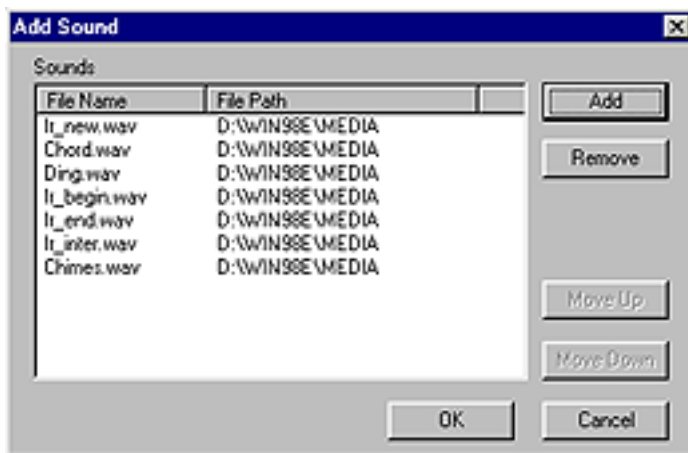 Add Sound
Sounds
File Name File Path
Ir_new.wav D:\WIN98E\MEDIA
Chord.wav D:\WIN98E\MEDIA
Ding.wav D:\WIN98E\MEDIA
Ir_begin.wav D:\WIN98E\MEDIA
Ir_end.wav D:\WIN98E\MEDIA
Ir_inter.wav D:\WIN98E\MEDIA
Chimes.wav D:\WIN98E\MEDIA
Add
Remove
Move Up
Move Down
OK Cancel